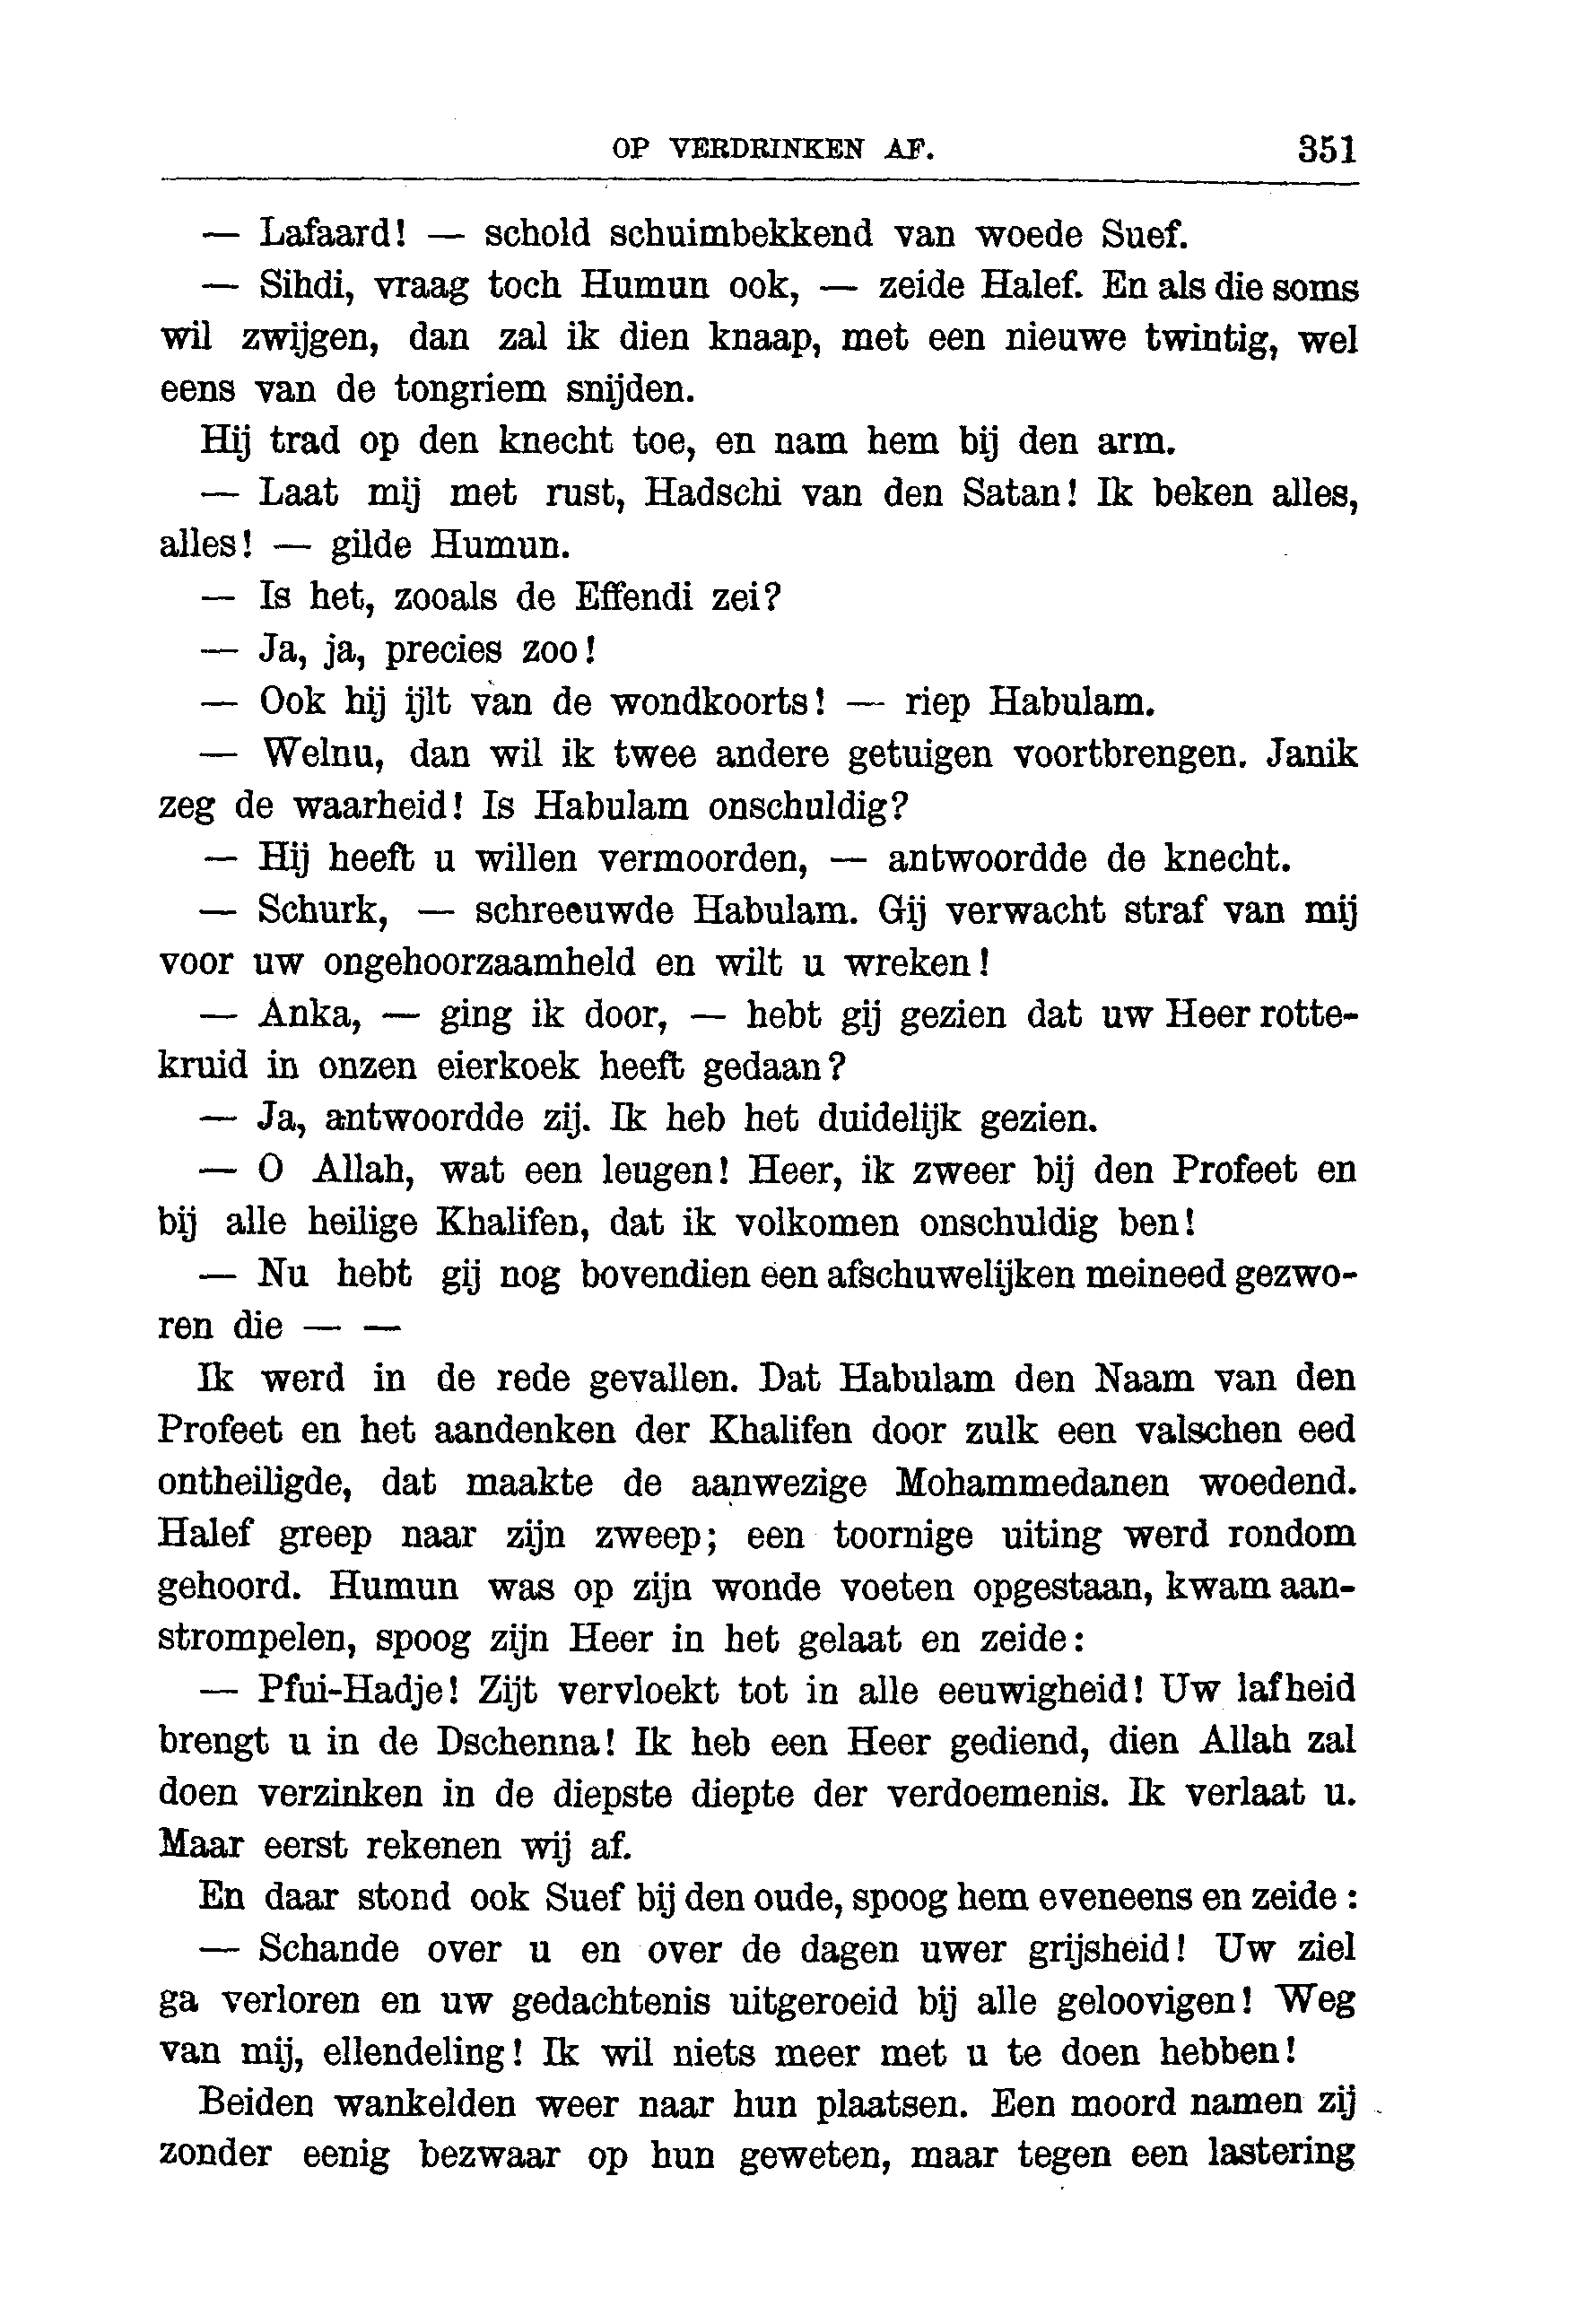 OP VERDRINKEN AF. 351
— Lafaard! — schold schuimbekkend van woede Suef.
— Sihdi, vraag toch Humun ook, — zeide Halef. En als die soms
wil zwijgen, dan zal ik dien knaap, met een nieuwe twintig, wel
eens van de tongriem snijden.
Hij trad op den knecht toe, en nam hem bij den arm.
— Laat mij met rust, Hadschi van den Satan! Ik beken alles,
alles! — gilde Humun.
— Is het, zooals de Effendi zei?
— Ja, ja, precies zoo!
— Ook hij ijlt van de wondkoorts! — riep Habulam.
— Welnu, dan wil ik twee andere getuigen voortbrengen. Janik
zeg de waarheid! Is Habulam onschuldig?
— Hij heeft u willen vermoorden, — antwoordde de knecht.
— Schurk, — schreeuwde Habulam. Gij verwacht straf van mij
voor uw ongehoorzaamheld en wilt u wreken!
— Anka, — ging ik door, — hebt gij gezien dat uw Heer rotte-
kruid in onzen eierkoek heeft gedaan?
— Ja, antwoordde zij. Ik heb het duidelijk gezien.
— O Allah, wat een leugen! Heer, ik zweer bij den Profeet en
bij alle heilige Khalifen, dat ik volkomen onschuldig ben!
— Nu hebt gij nog bovendien een afschuwelijken meineed gezwo-
ren die — —
Ik werd in de rede gevallen. Dat Habulam den Naam van den
Profeet en het aandenken der Khalifen door zulk een valschen eed
ontheiligde, dat maakte de aanwezige Mohammedanen woedend.
Halef greep naar zijn zweep; een toornige uiting werd rondom
gehoord. Humun was op zijn wonde voeten opgestaan, kwam aan-
strompelen, spoog zijn Heer in het gelaat en zeide:
— Pfui-Hadje! Zijt vervloekt tot in alle eeuwigheid! Uw lafheid
brengt u in de Dschenna! Ik heb een Heer gediend, dien Allah zal
doen verzinken in de diepste diepte der verdoemenis. Ik verlaat u.
Maar eerst rekenen wij af.
En daar stond ook Suef bij den oude, spoog hem eveneens en zeide:
— Schande over u en over de dagen uwer grijsheid! Uw ziel
ga verloren en uw gedachtenis uitgeroeid bij alle geloovigen! Weg
van mij, ellendeling! Ik wil niets meer met u te doen hebben!
Beiden wankelden weer naar hun plaatsen. Een moord namen zij
zonder eenig bezwaar op hun geweten, maar tegen een lastering